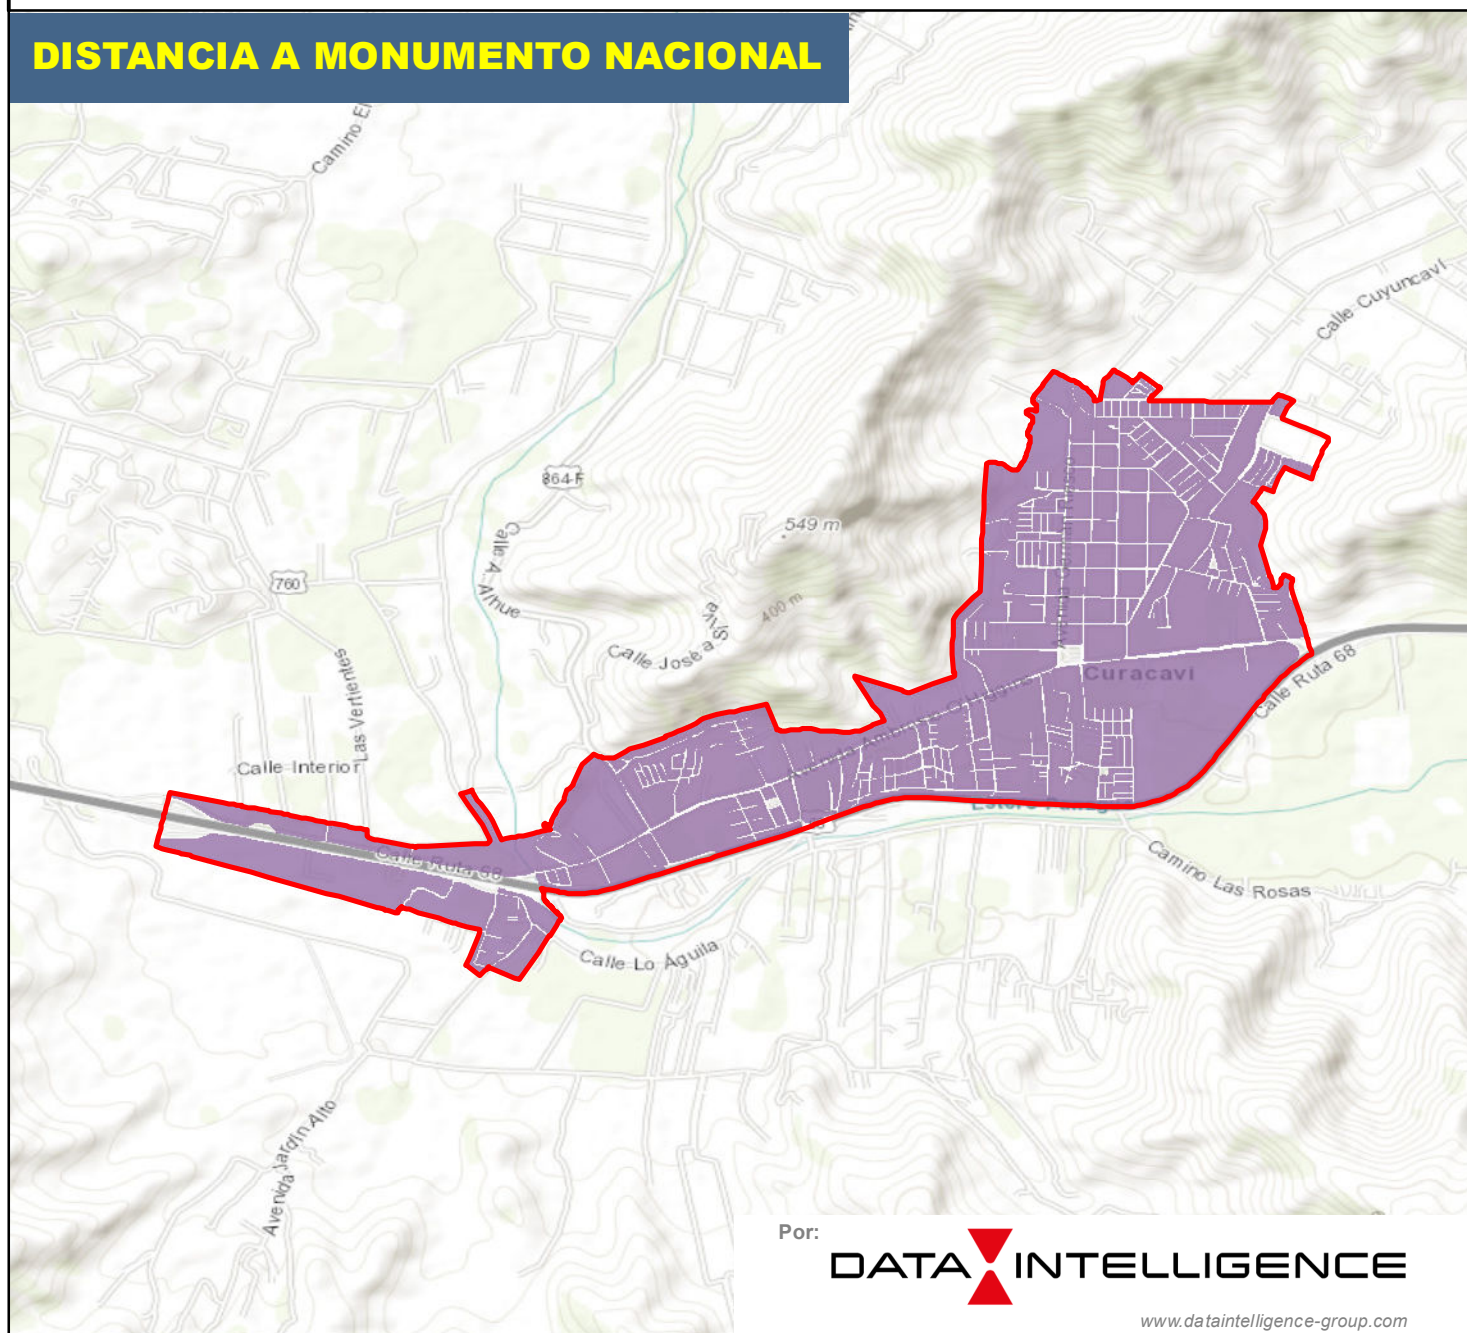 DISTANCIA A MONUMENTO NACIONAL
Camino El
Calle Cuyuncaví
864-F
549 m
Calle A. Alhue
760
400 m
Silva
Calle José a
Las Vertientes
Curacaví
Calle Ruta 68
Calle Interior
Calle Ruta 68
Camino Las Rosas
Calle Lo Águila
Avenida Jardín Alto
Por:
DATA INTELLIGENCE
www.dataintelligence-group.com